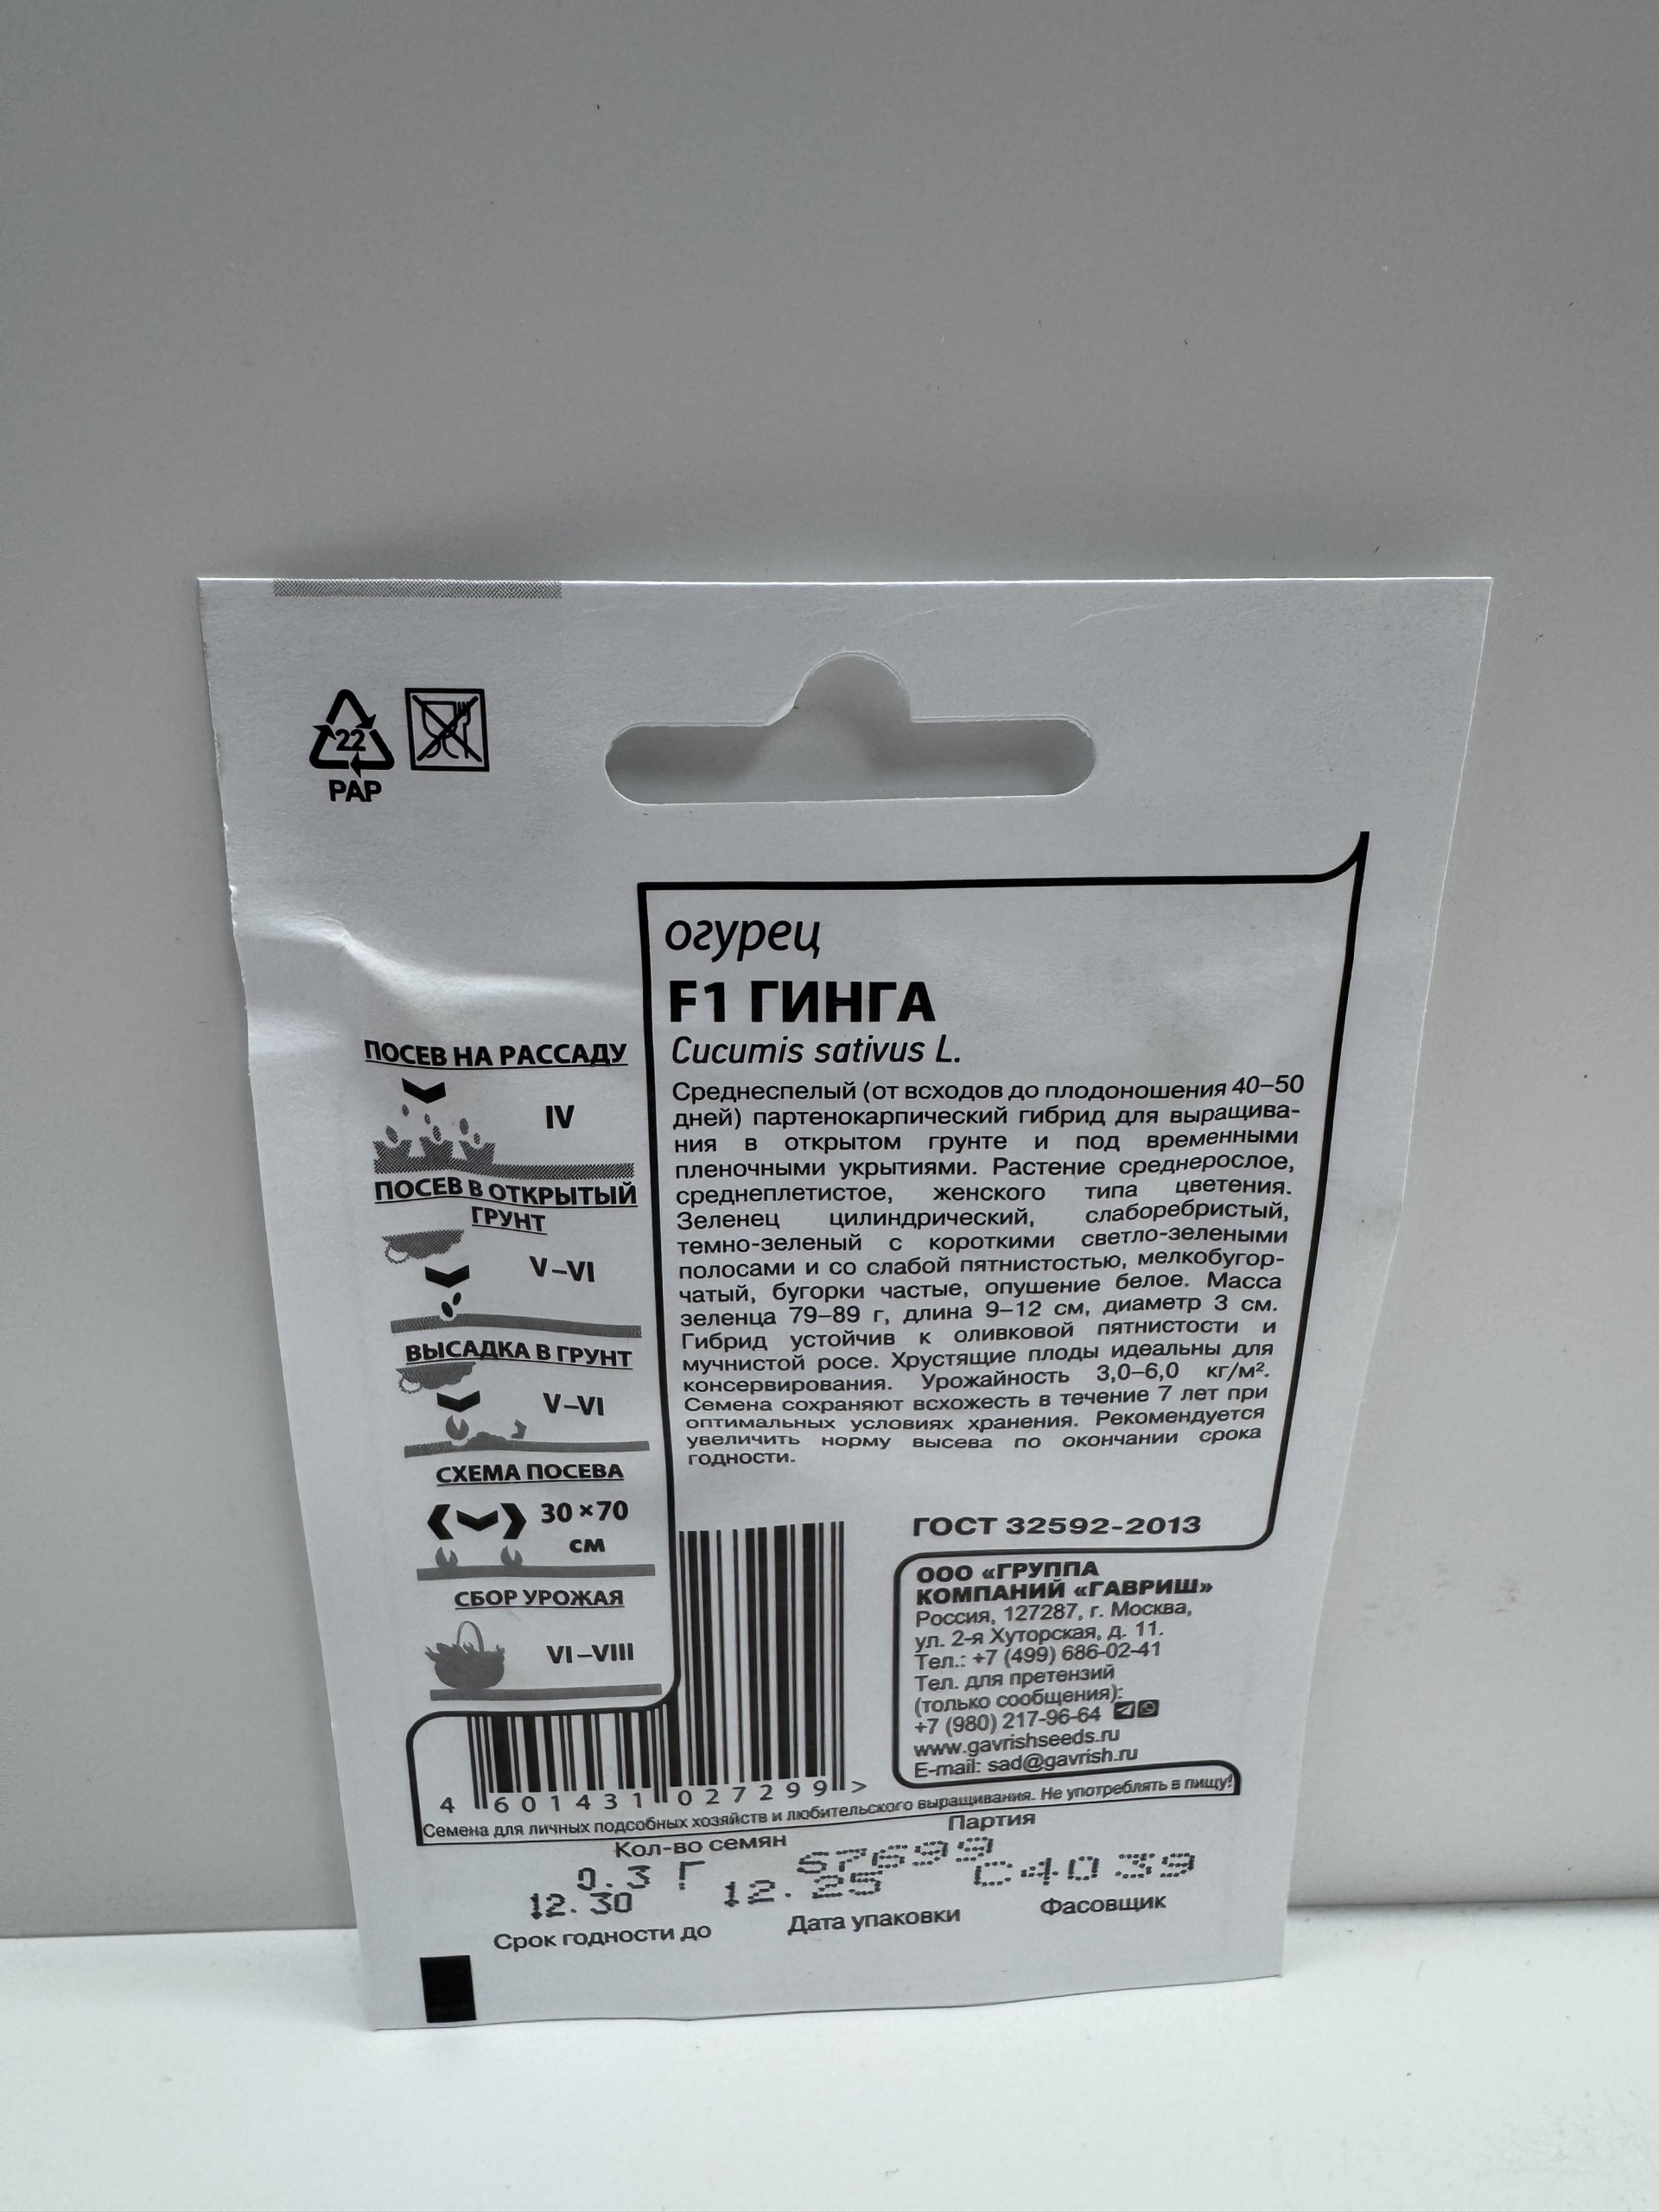 22
PAP
огурец
F1 ГИНГА
Cucumis sativus L.
Среднеспелый (от всходов до плодоношения 40–50
дней) партенокарпический гибрид для выращива-
ния в открытом грунте и под временными
пленочными укрытиями. Растение среднерослое,
среднеплетистое, женского типа цветения.
Зеленец цилиндрический, слаборебристый,
темно-зеленый с короткими светло-зелеными
полосами и со слабой пятнистостью, мелкобугор-
чатый, бугорки частые, опушение белое. Масса
зеленца 79–89 г, длина 9–12 см, диаметр 3 см.
Гибрид устойчив к оливковой пятнистости и
мучнистой росе. Хрустящие плоды идеальны для
консервирования. Урожайность 3,0–6,0 кг/м².
Семена сохраняют всхожесть в течение 7 лет при
оптимальных условиях хранения. Рекомендуется
увеличить норму высева по окончании срока
годности.
ПОСЕВ НА РАССАДУ
IV
ПОСЕВ В ОТКРЫТЫЙ
ГРУНТ
V–VI
ВЫСАДКА В ГРУНТ
V–VI
СХЕМА ПОСЕВА
30×70
см
СБОР УРОЖАЯ
VI–VIII
ГОСТ 32592-2013
ООО «ГРУППА
КОМПАНИЙ «ГАВРИШ»
Россия, 127287, г. Москва,
ул. 2-я Хуторская, д. 11.
Тел.: +7 (499) 686-02-41
Тел. для претензий
(только сообщения):
+7 (980) 217-96-64
www.gavrishseeds.ru
E-mail: sad@gavrish.ru
4 601431 027299 >
Семена для личных подсобных хозяйств и любительского выращивания. Не употреблять в пищу!
Кол-во семян
Партия
0.3 Г
12.30
12.25
С4039
Срок годности до
Дата упаковки
Фасовщик